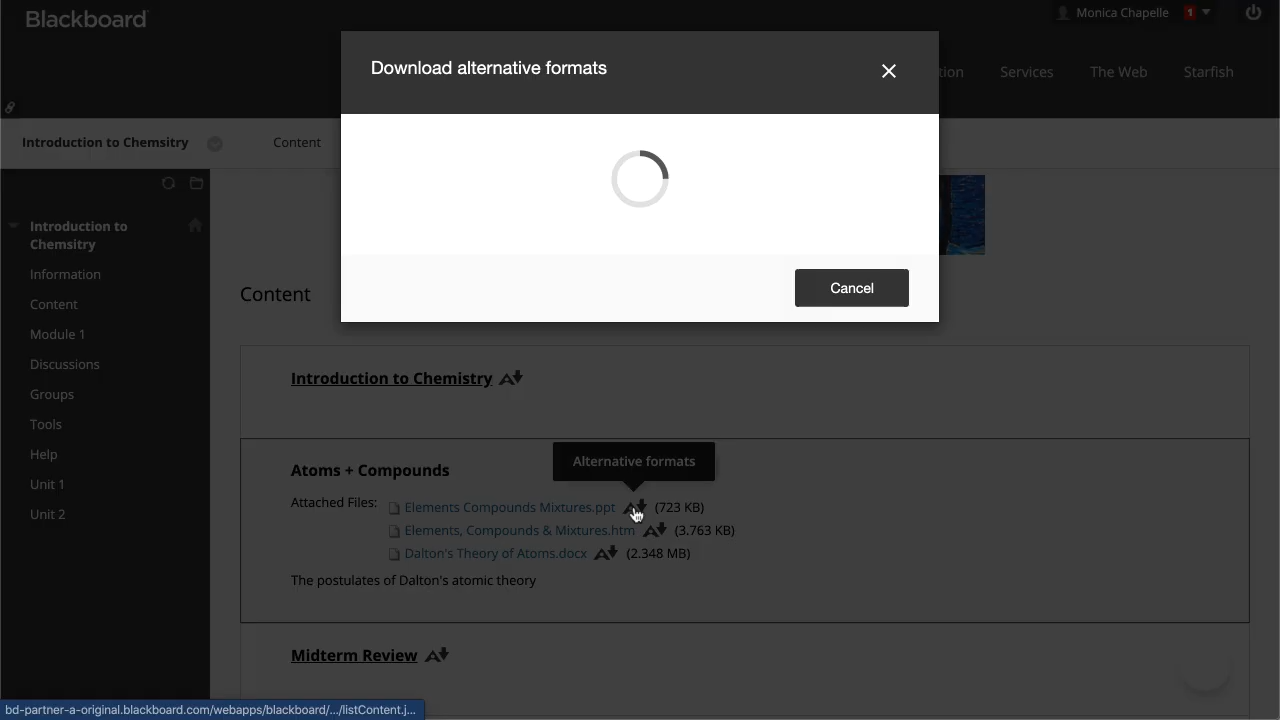 Blackboard
Monica Chapelle
1
Download alternative formats
tion
Services
The Web
Starfish
Introduction to Chemsitry
Content
Introduction to
Chemsitry
Information
Content
Module 1
Discussions
Groups
Tools
Help
Unit 1
Unit 2
Cancel
Content
Introduction to Chemistry
Alternative formats
Atoms + Compounds
Attached Files:
Elements Compounds Mixtures.ppt (723 KB)
Elements, Compounds & Mixtures.htm (3.763 KB)
Dalton's Theory of Atoms.docx (2.348 MB)
The postulates of Dalton's atomic theory
Midterm Review
bd-partner-a-original.blackboard.com/webapps/blackboard/.../listContent.j...